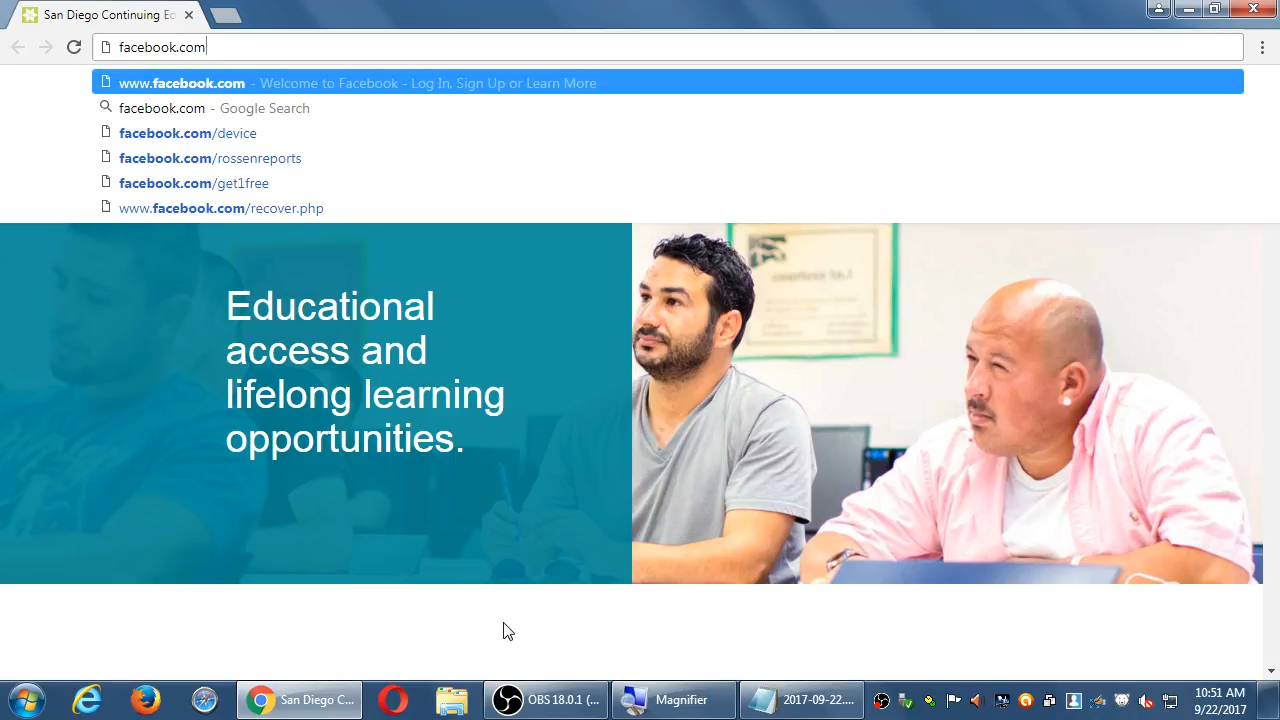 San Diego Continuing Ed
facebook.com
www.facebook.com - Welcome to Facebook - Log In, Sign Up or Learn More
facebook.com - Google Search
facebook.com/device
facebook.com/rossenreports
facebook.com/get1free
www.facebook.com/recover.php
Educational
access and
lifelong learning
opportunities.
San Diego C...
OBS 18.0.1 (...
Magnifier
2017-09-22....
10:51 AM
9/22/2017